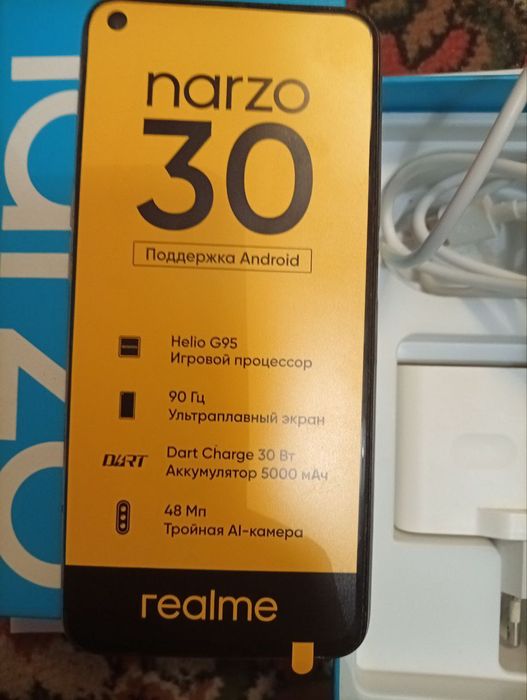 narzo
30
Поддержка Android
Helio G95
Игровой процессор
90 Гц
Ультраплавный экран
DART
Dart Charge 30 Вт
Аккумулятор 5000 мАч
48 Мп
Тройная AI-камера
realme